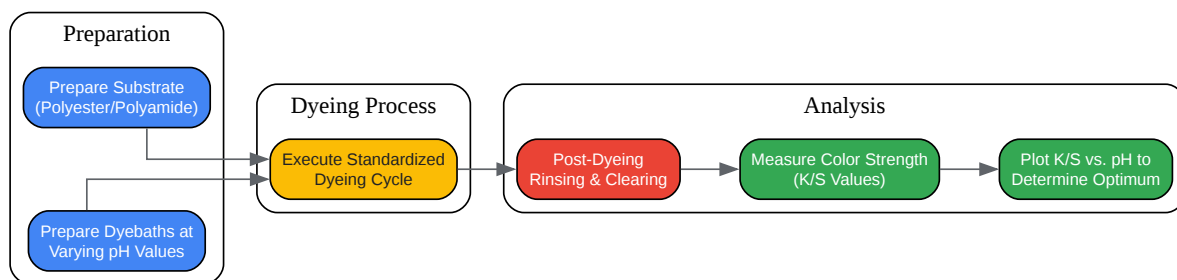 Preparation
Prepare Substrate
(Polyester/Polyamide)
Prepare Dyebaths at
Varying pH Values
Dyeing Process
Execute Standardized
Dyeing Cycle
Analysis
Post-Dyeing
Rinsing & Clearing
Measure Color Strength
(K/S Values)
Plot K/S vs. pH to
Determine Optimum